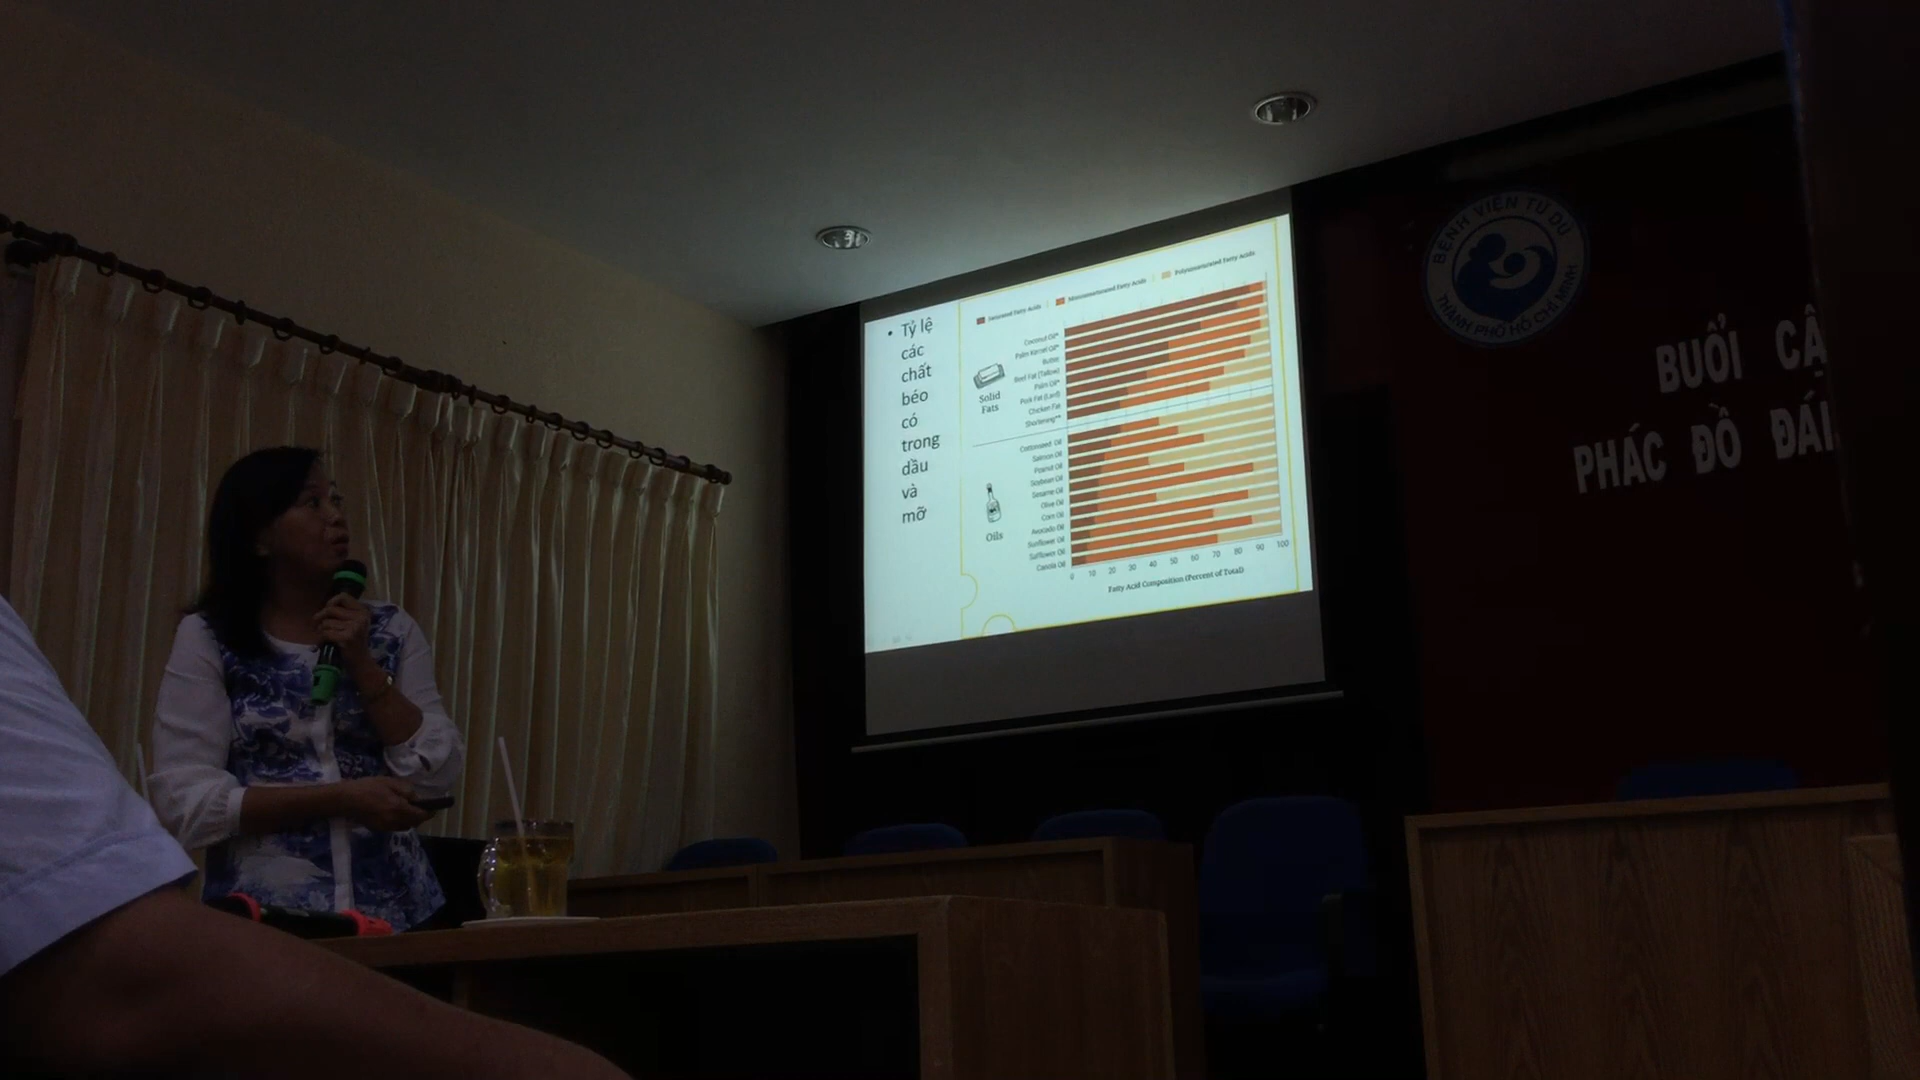 • Tỷ lệ
các
chất
béo
có
trong
dầu
và
mỡ
Saturated Fatty Acids
Monounsaturated Fatty Acids
Polyunsaturated Fatty Acids
Solid
Fats
Coconut Oil*
Palm Kernel Oil*
Butter
Beef Fat (Tallow)
Palm Oil*
Pork Fat (Lard)
Chicken Fat
Shortening**
Oils
Cottonseed Oil
Salmon Oil
Peanut Oil
Soybean Oil
Sesame Oil
Olive Oil
Corn Oil
Avocado Oil
Sunflower Oil
Safflower Oil
Canola Oil
0 10 20 30 40 50 60 70 80 90 100
Fatty Acid Composition (Percent of Total)
BỆNH VIỆN TỪ DŨ
THÀNH PHỐ HỒ CHÍ MINH
BUỔI CẬ
PHÁC ĐỒ ĐÁI